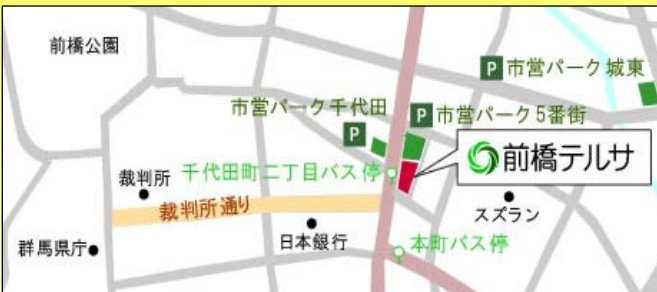 前橋公園
P 市営パーク城東
市営パーク千代田
P
P 市営パーク5番街
前橋テルサ
千代田町二丁目バス停
裁判所
裁判所通り
スズラン
日本銀行
群馬県庁
本町バス停